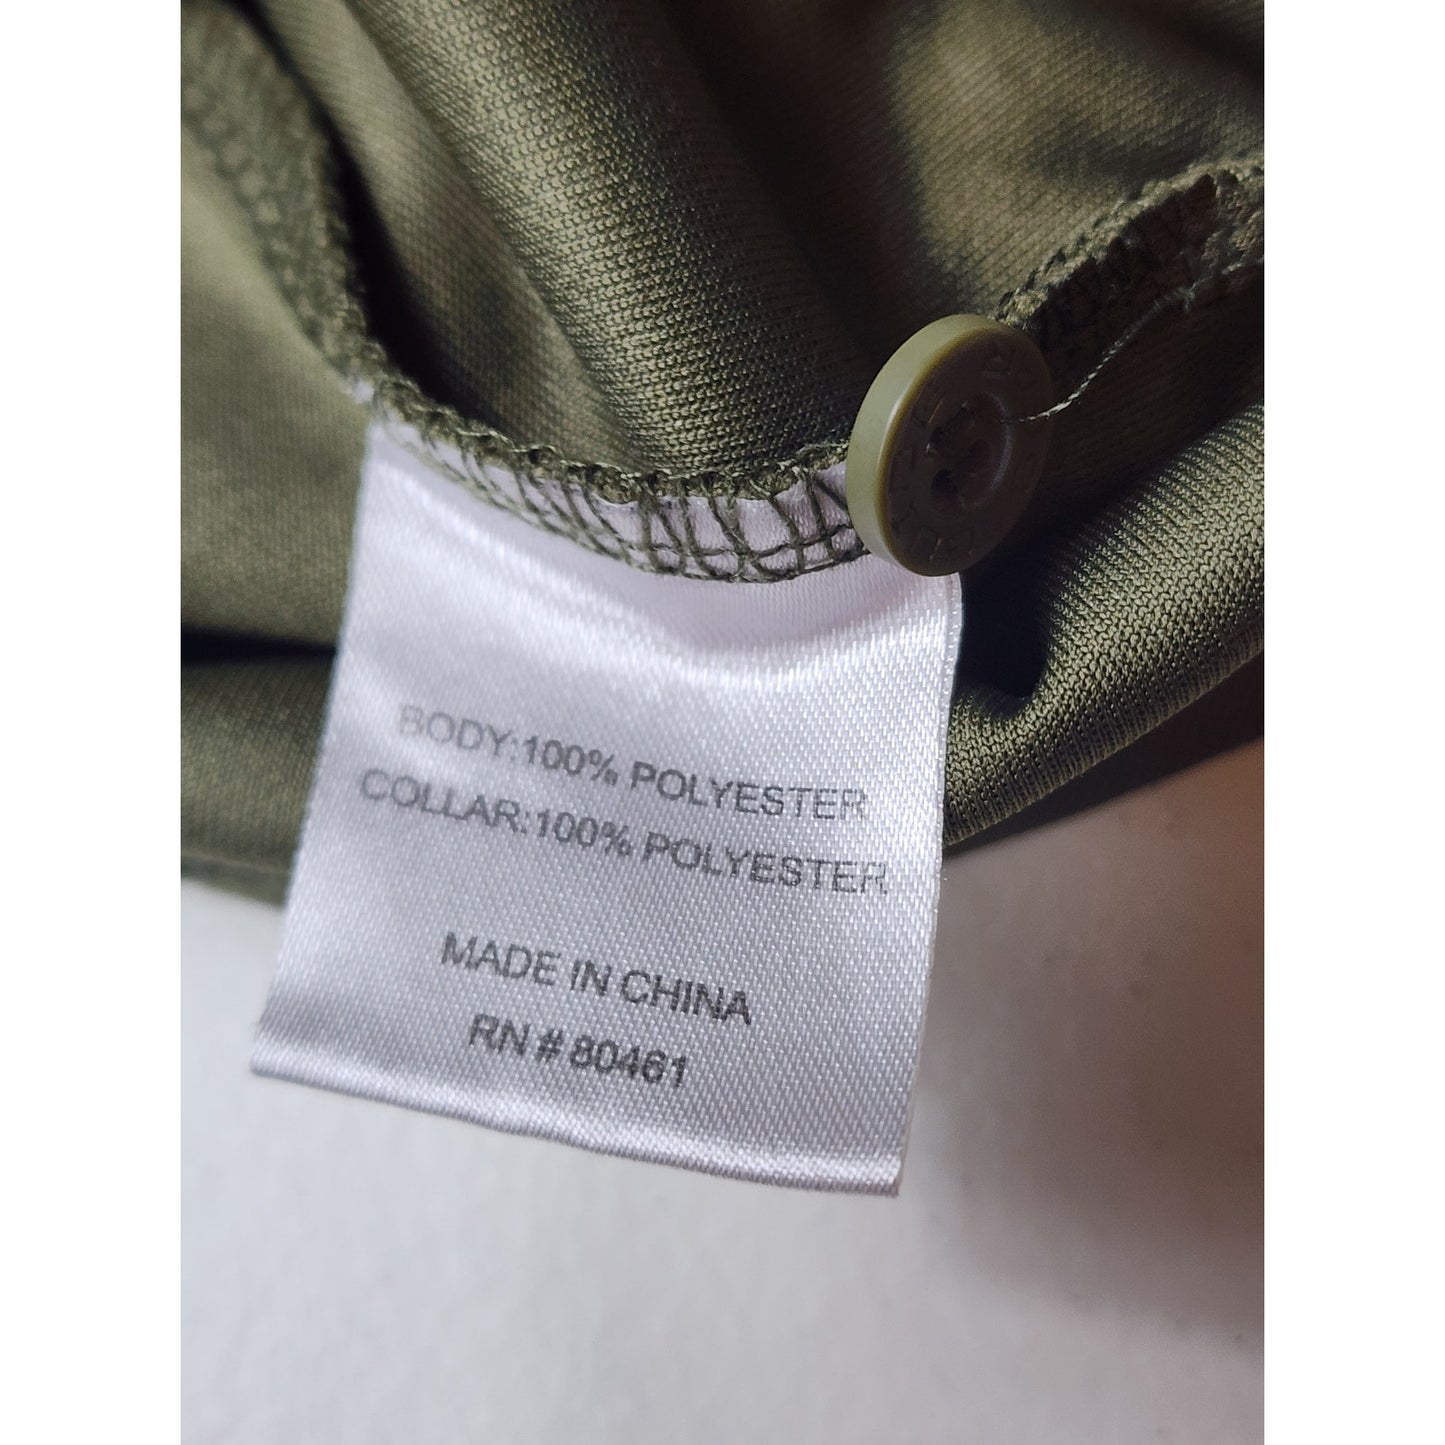 BODY:100% POLYESTER
COLLAR:100% POLYESTER
MADE IN CHINA
RN # 80461